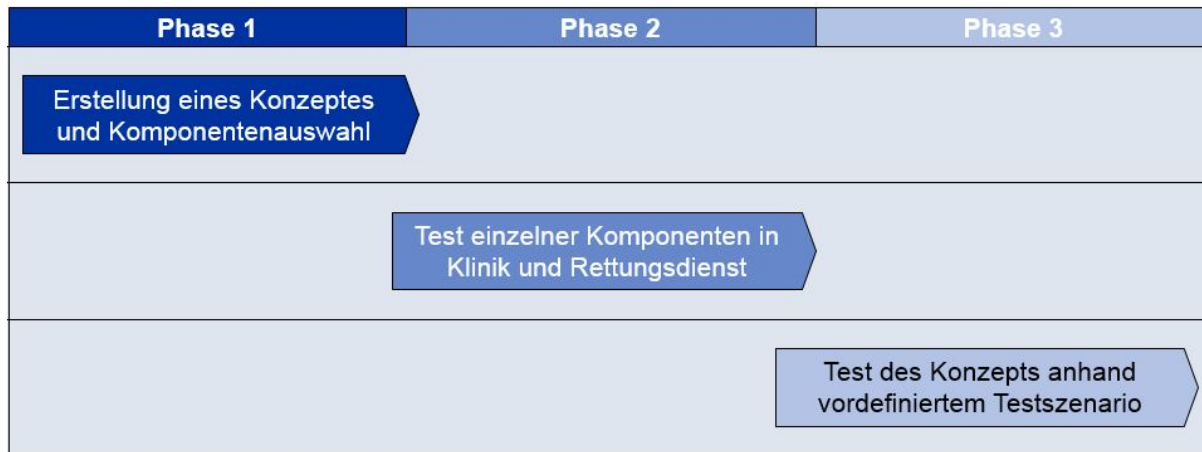 Phase 1 Phase 2 Phase 3
Erstellung eines Konzeptes
und Komponentenauswahl
Test einzelner Komponenten in
Klinik und Rettungsdienst
Test des Konzepts anhand
vordefiniertem Testszenario